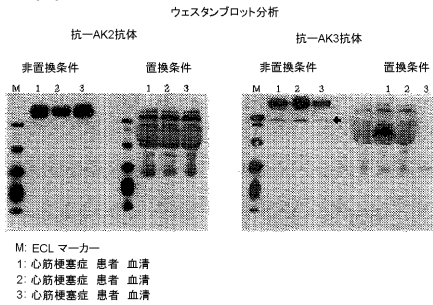 ウェスタンブロット分析
抗ーAK2抗体
抗ーAK3抗体
非置換条件
置換条件
非置換条件
置換条件
M 1 2 3
1 2 3
1 2 3
1 2 3
M: ECL マーカー
1: 心筋梗塞症 患者 血清
2: 心筋梗塞症 患者 血清
3: 心筋梗塞症 患者 血清